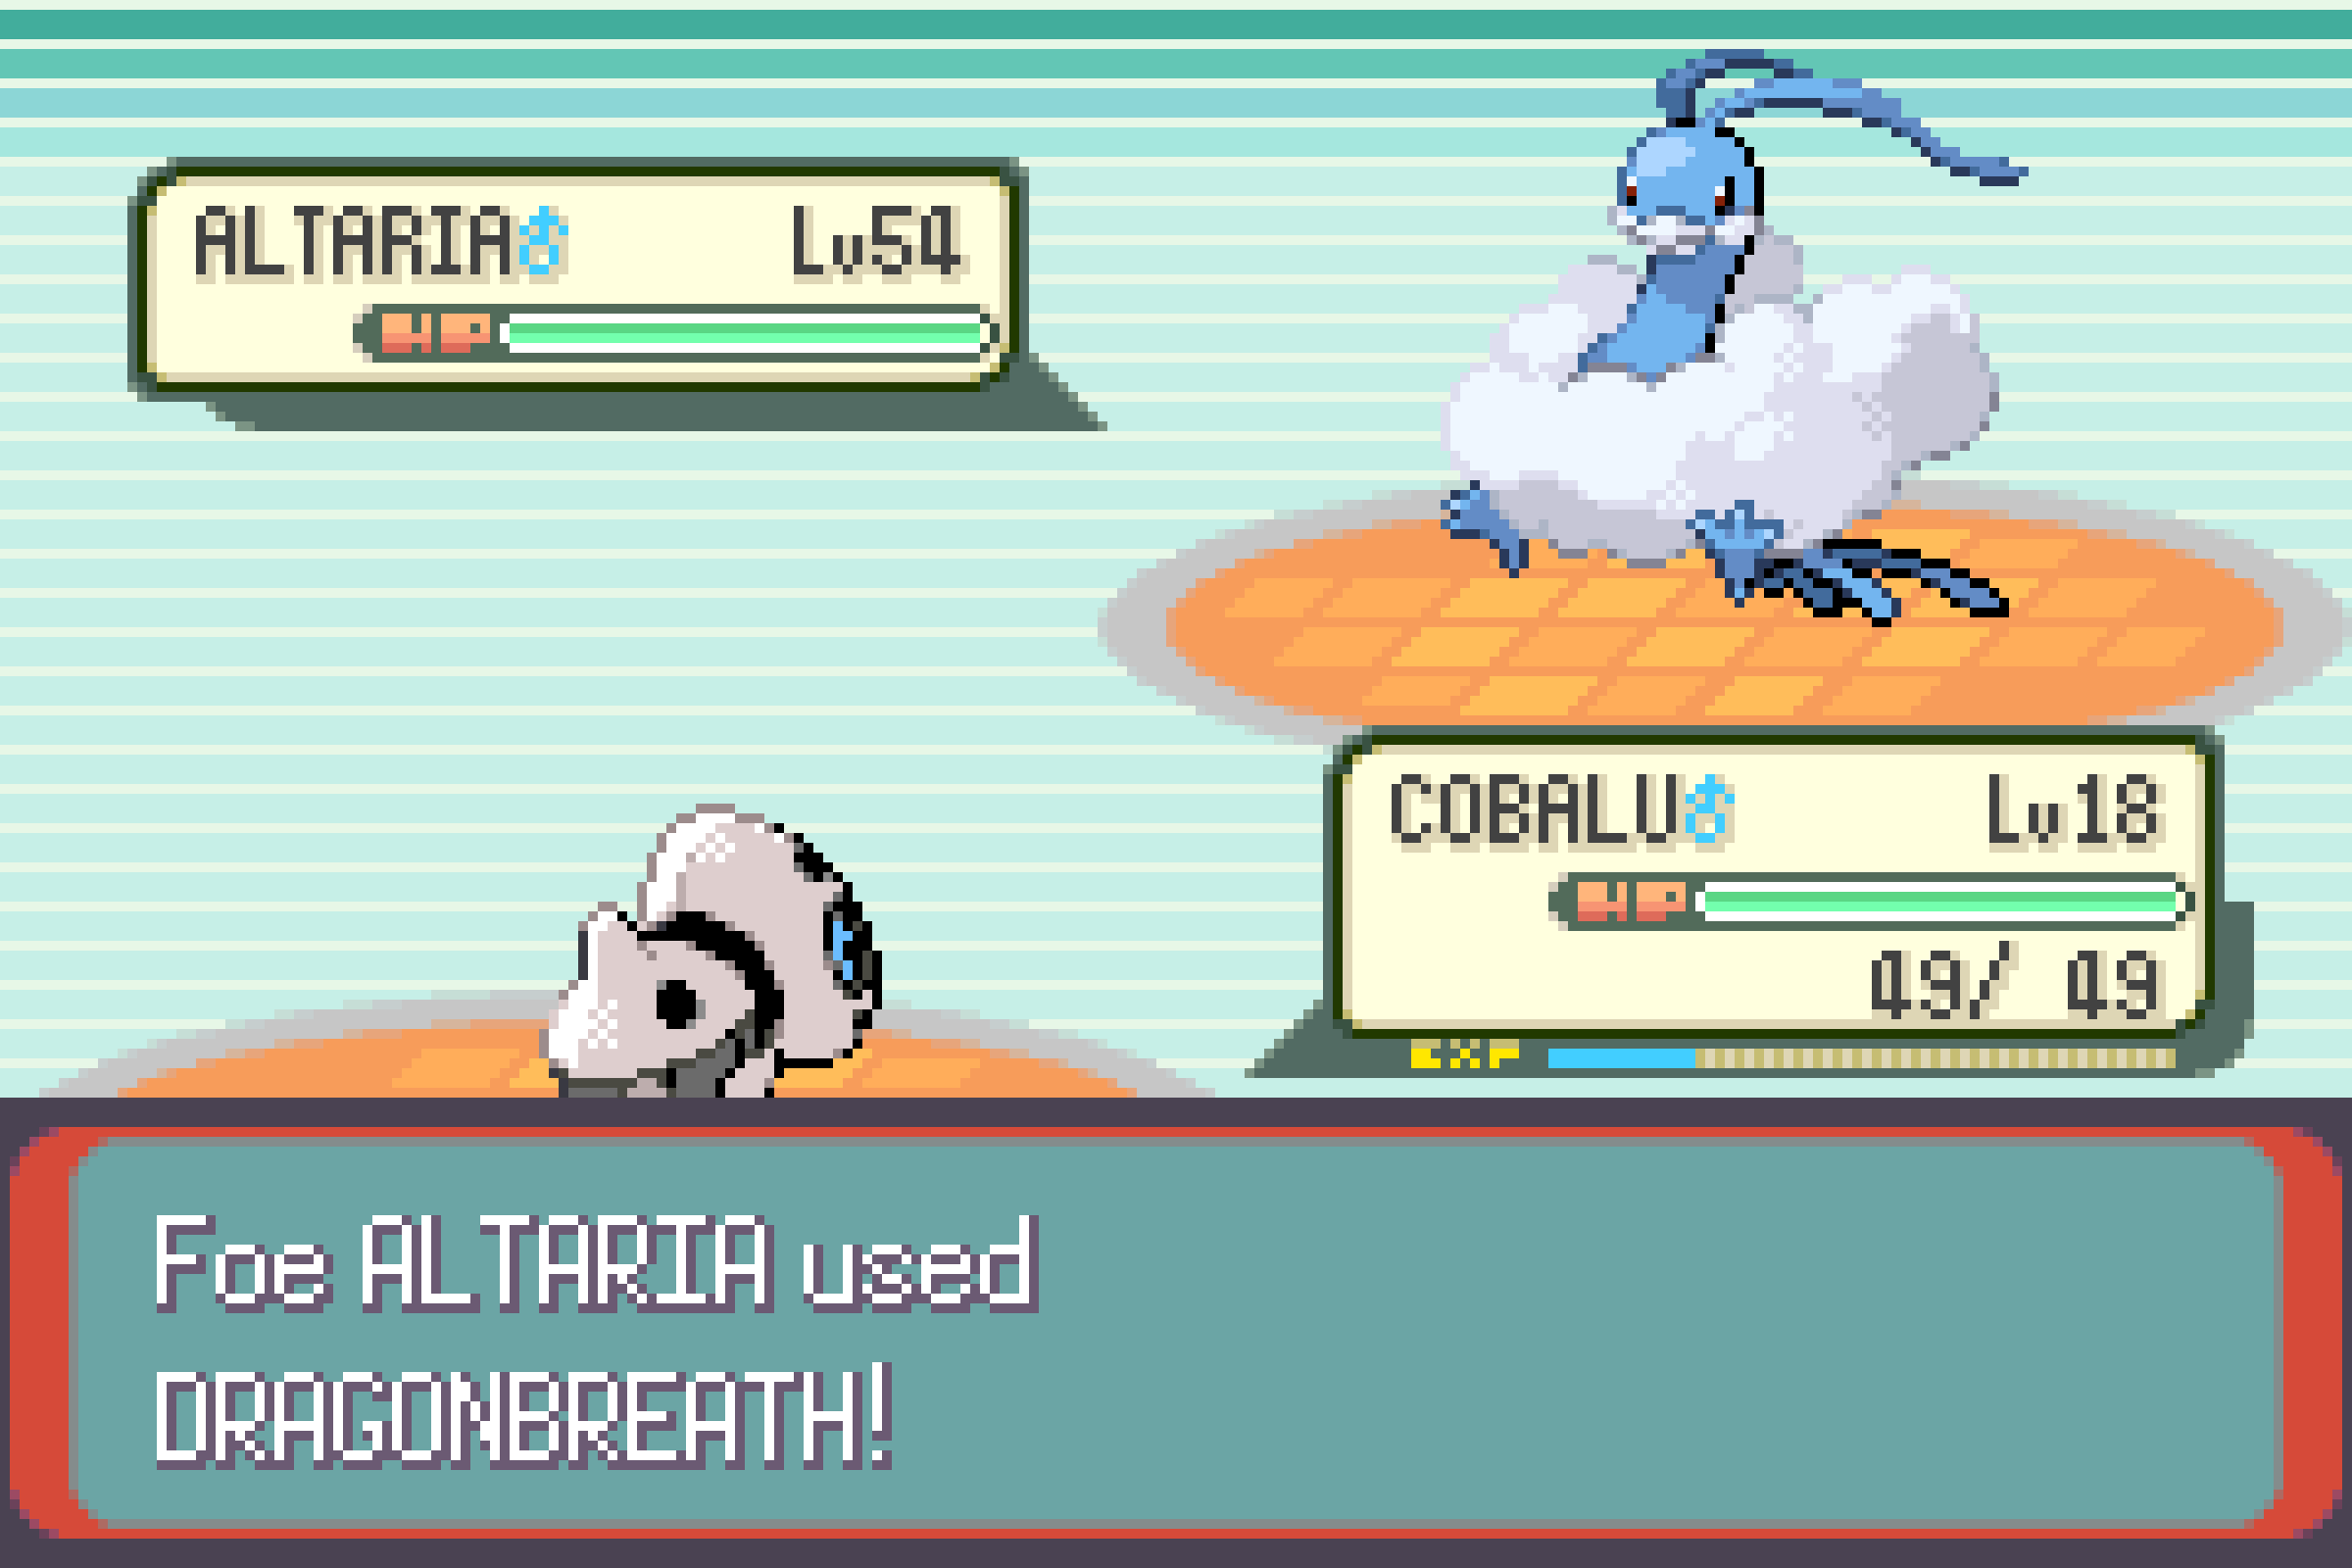 ALTARIA♂ Lv54
HP
COBALU♂ Lv18
HP
49/ 49
EXP
Foe ALTARIA used
DRAGONBREATH!